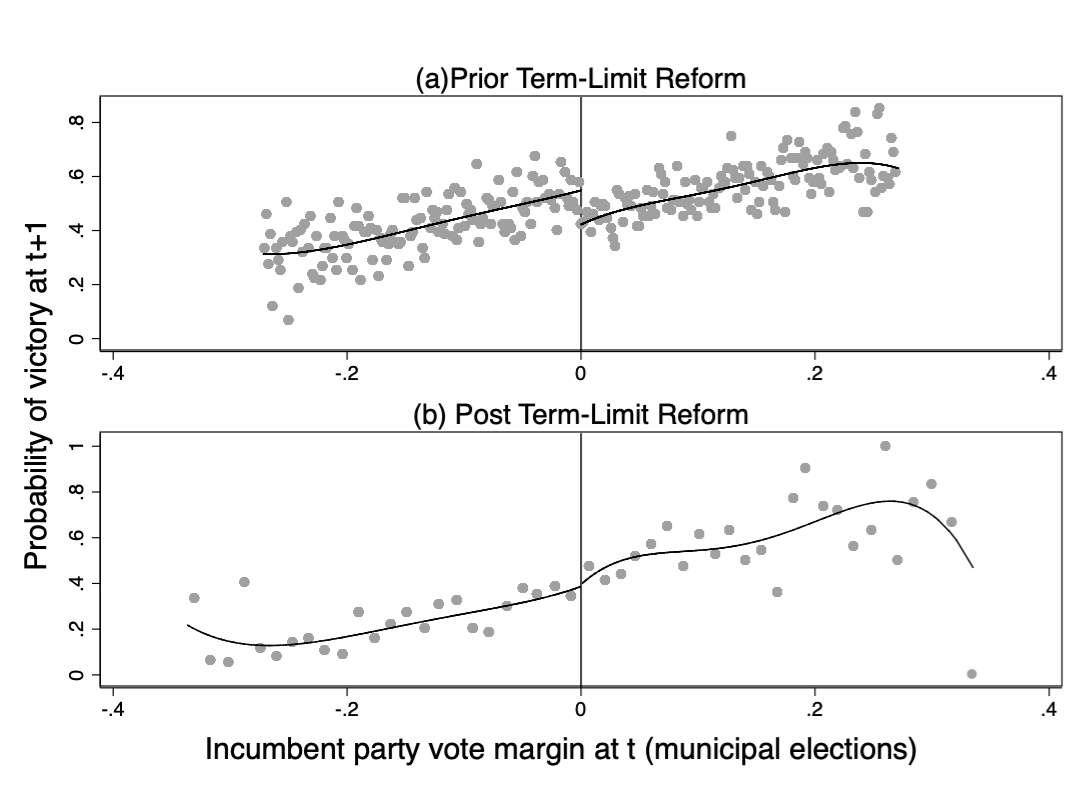 (a)Prior Term-Limit Reform
Probability of victory at t+1
.8
.6
.4
.2
0
-.4 -.2 0 .2 .4
(b) Post Term-Limit Reform
1
.8
.6
.4
.2
0
-.4 -.2 0 .2 .4
Incumbent party vote margin at t (municipal elections)